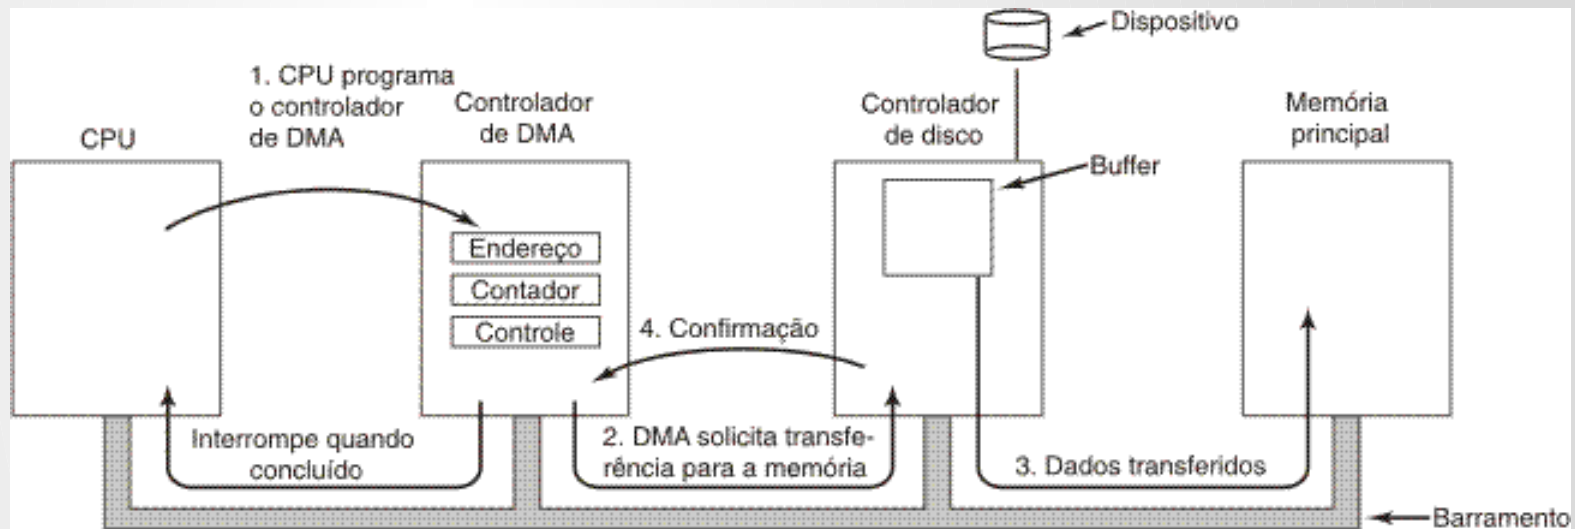 Dispositivo
1. CPU programa
o controlador
de DMA
Controlador
de DMA
Controlador
de disco
Memória
principal
CPU
Buffer
Endereço
Contador
Controle
4. Confirmação
Interrompe quando
concluído
2. DMA solicita transfe-
rência para a memória
3. Dados transferidos
Barramento